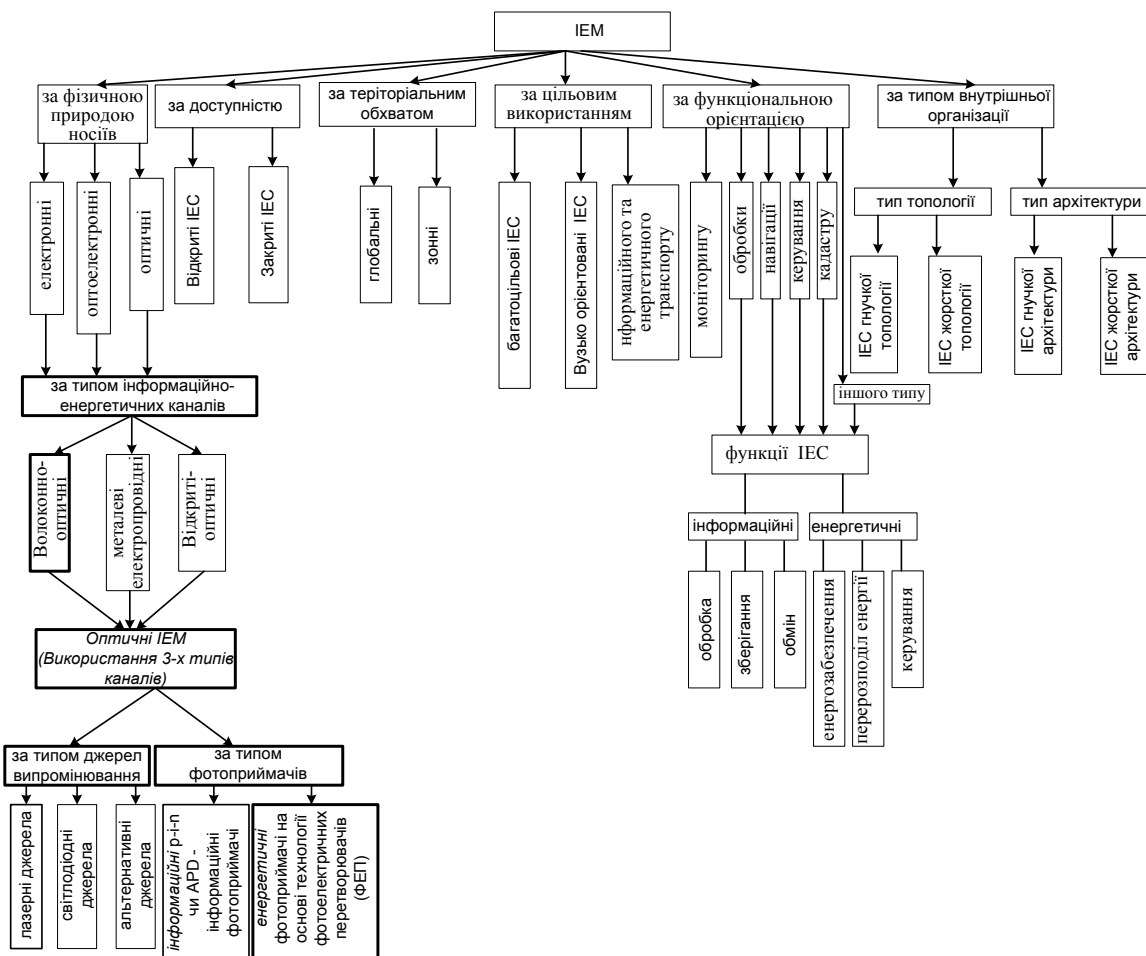 ІЕМ
за фізичною
природою
носіїв
за доступністю
за теріторіальним
обхватом
за цільовим
використанням
за функціональною
орієнтацією
за типом внутрішньої
організації
електронні
оптоелектронні
оптичні
Відкриті ІЕС
Закриті ІЕС
глобальні
зонні
багатоцільові ІЕС
Вузько орієнтовані ІЕС
нформаційного та
енергетичного
транспорту
моніторингу
обробки
навігації
керування
кадастру
тип топології
тип архітектури
ІЕС гнучкої
топології
ІЕС жорсткої
топології
ІЕС гнучкої
архітектури
ІЕС жорсткої
архітектури
за типом інформаційно-
енергетичних каналів
іншого типу
функції ІЕС
Волоконно-
оптичні
металеві
електропровідні
Відкриті-
оптичні
інформаційні
енергетичні
обробка
зберігання
обмін
енергозабезпечення
перерозподіл енергії
керування
Оптичні ІЕМ
(Використання 3-х типів
каналів)
за типом джерел
випромінювання
за типом
фотоприймачів
лазерні джерела
світлодіодні
джерела
альтернативні
джерела
інформаційні p-i-n
чи APD -
інформаційні
фотоприймачі
енергетичні
фотоприймачі на
основі технології
фотоелектричних
перетворювачів
(ФЕП)